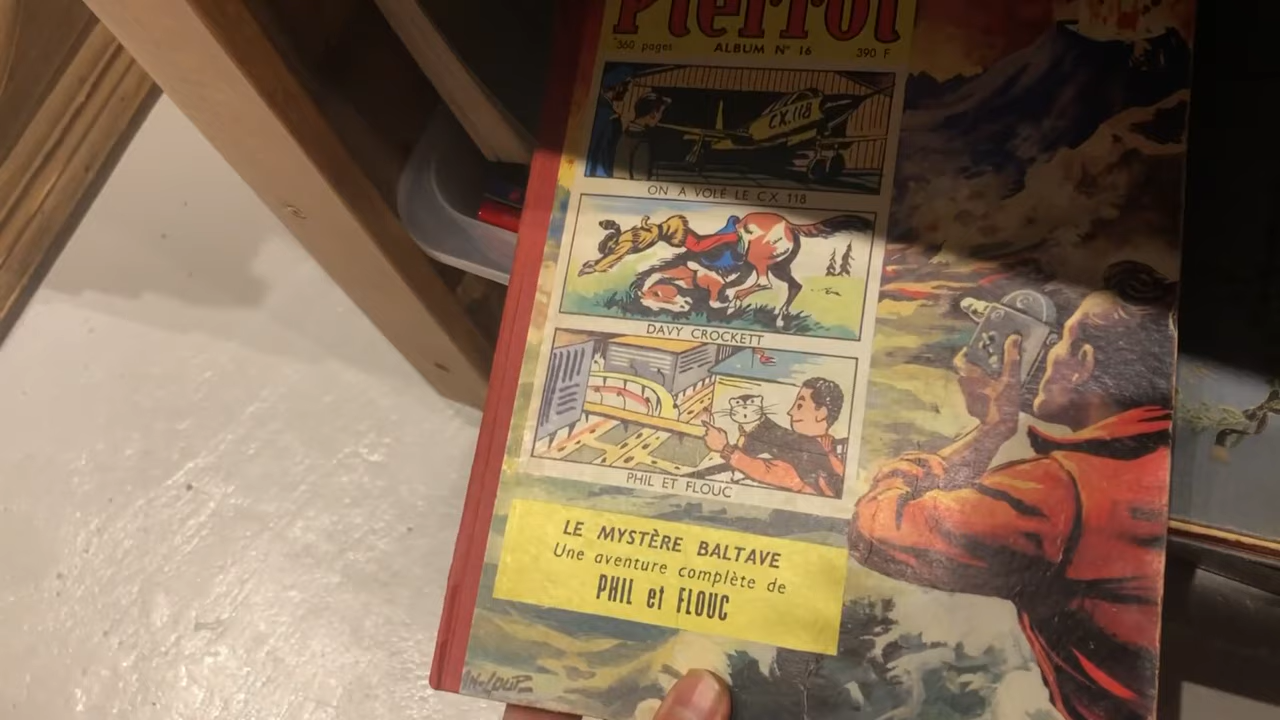 Pierrot
360 pages ALBUM N° 16 390 F
CX.118
ON A VOLÉ LE CX 118
DAVY CROCKETT
PHIL ET FLOUC
LE MYSTÈRE BALTAVE
Une aventure complète de
PHIL et FLOUC